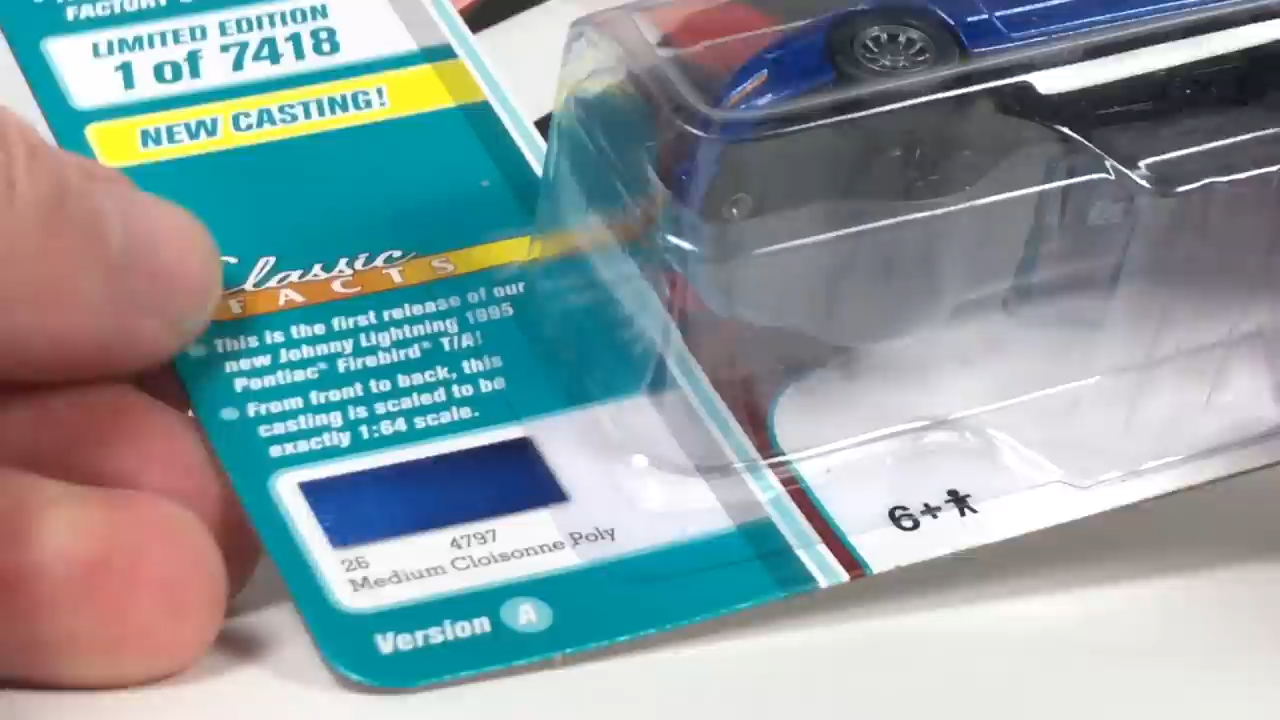 FACTORY
LIMITED EDITION
1 of 7418
NEW CASTING!
Classic
FACTS
This is the first release of our
new Johnny Lightning 1995
Pontiac® Firebird™ T/A!
From front to back, this
casting is scaled to be
exactly 1:64 scale.
26 4797
Medium Cloisonne Poly
Version A
6+